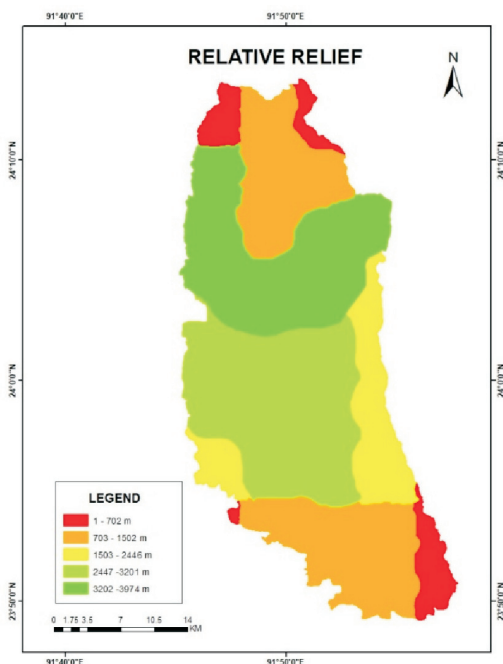 91°40'0"E 91°50'0"E
RELATIVE RELIEF
N
24°10'0"N 24°10'0"N
24°0'0"N 24°0'0"N
23°50'0"N 23°50'0"N
LEGEND
1 - 702 m
703 - 1502 m
1503 - 2446 m
2447 -3201 m
3202 -3974 m
0 1.75 3.5 7 10.5 14
KM
91°40'0"E 91°50'0"E